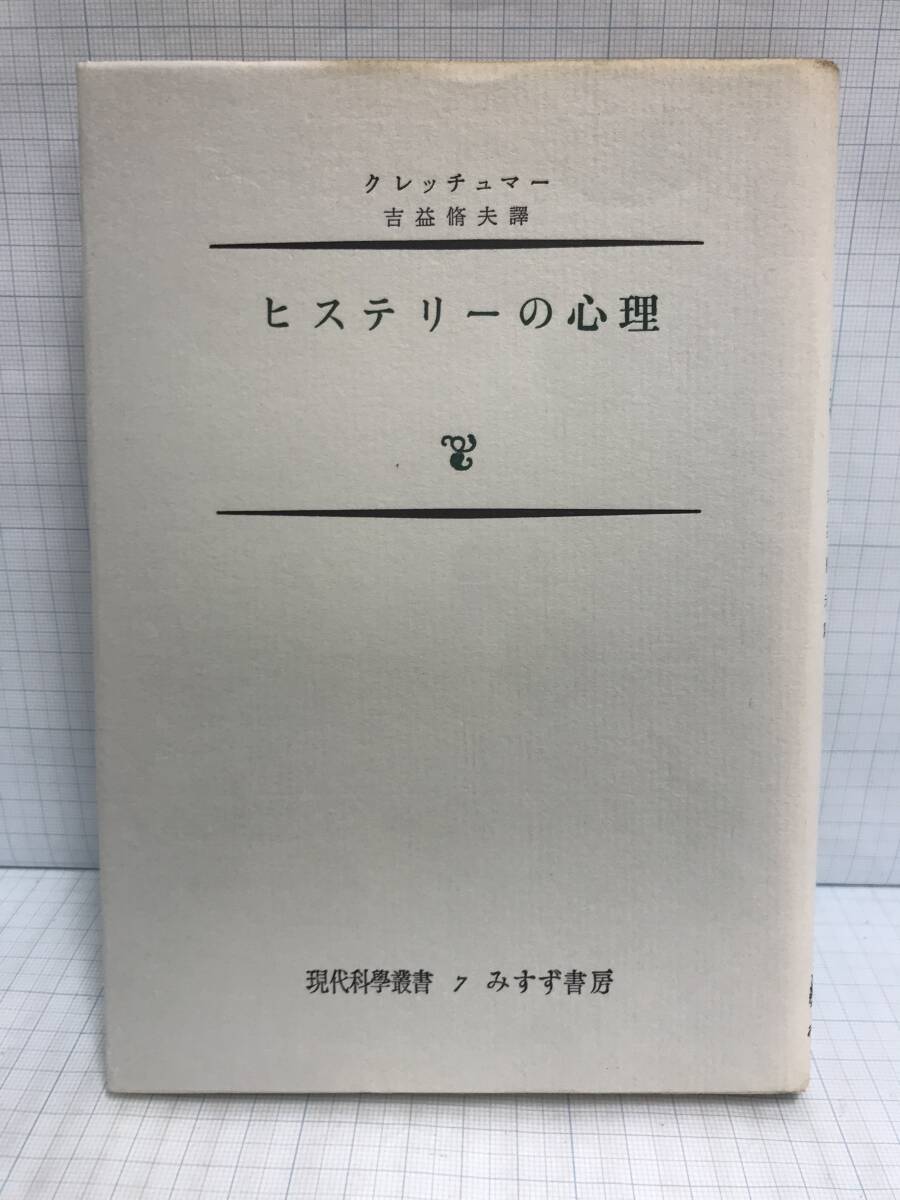 クレッチュマー
吉益脩夫譯
ヒステリーの心理
現代科學叢書 7 みすず書房